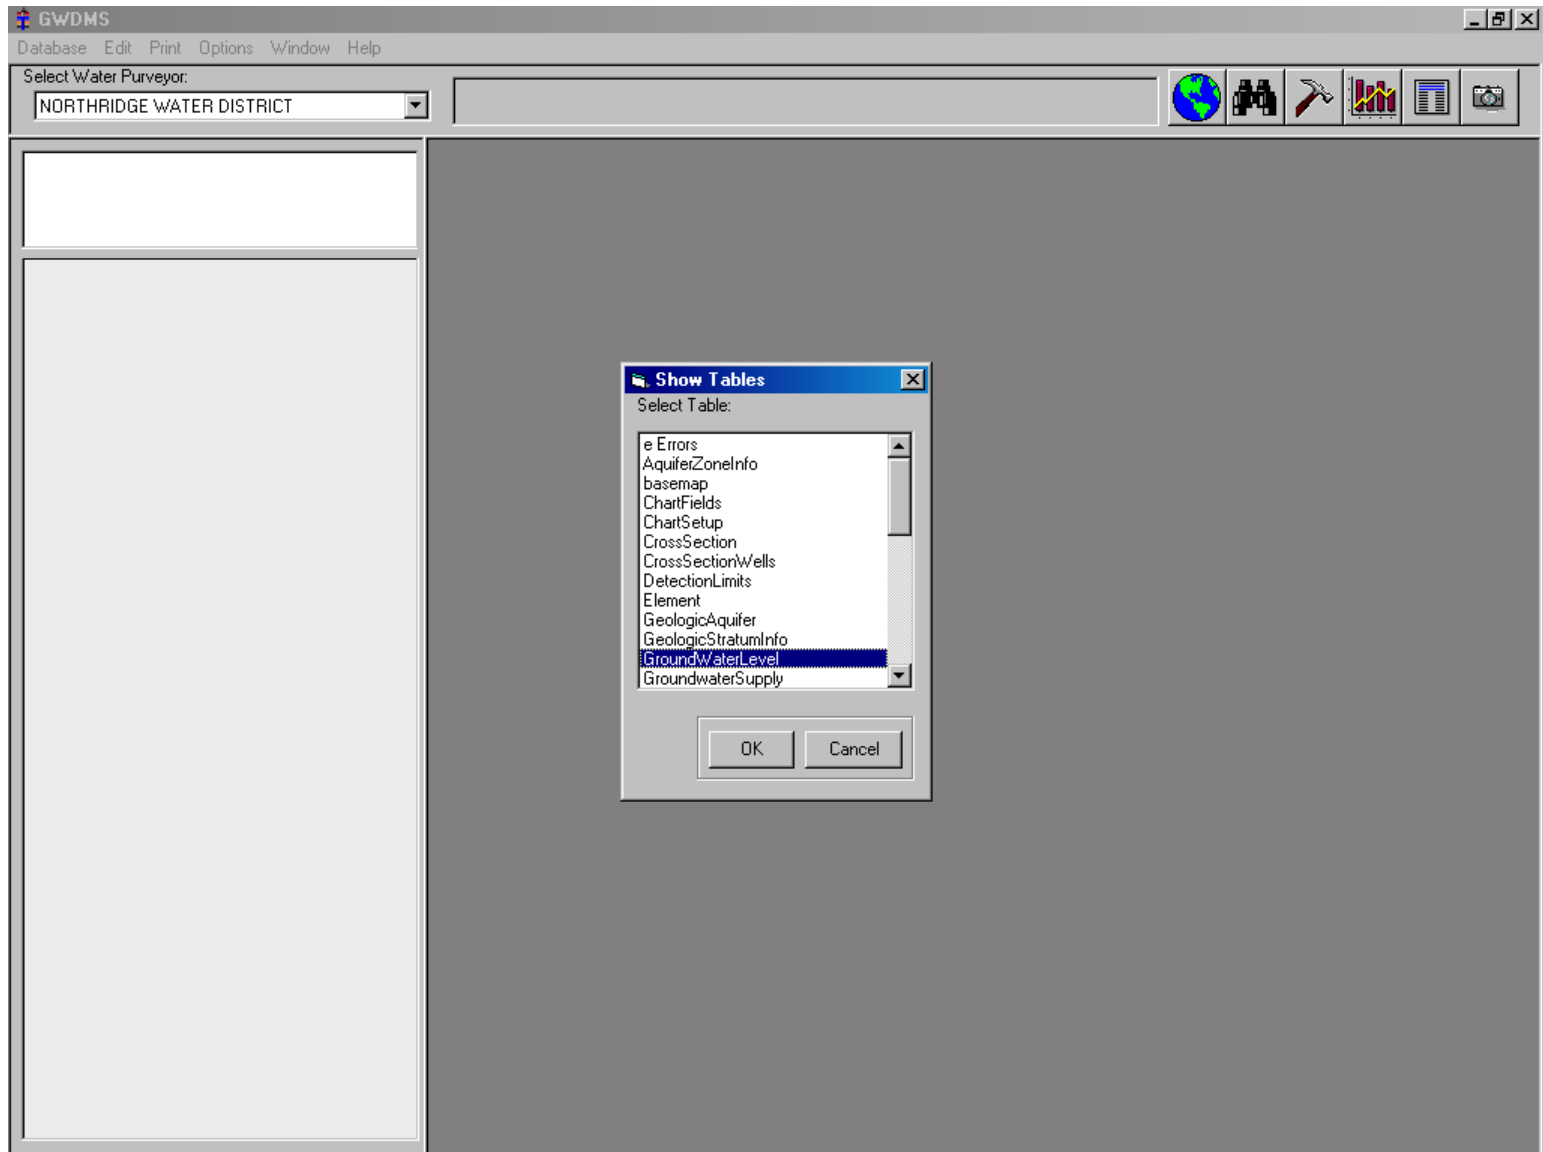 GWDMS
Database Edit Print Options Window Help
Select Water Purveyor:
NORTHRIDGE WATER DISTRICT
Show Tables
Select Table:
e Errors
AquiferZoneInfo
basemap
ChartFields
ChartSetup
CrossSection
CrossSectionWells
DetectionLimits
Element
GeologicAquifer
GeologicStratumInfo
GroundWaterLevel
GroundwaterSupply
OK Cancel